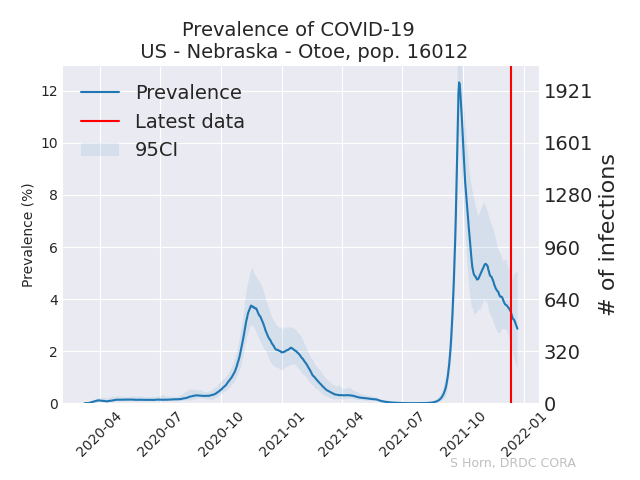 Prevalence of COVID-19
US - Nebraska - Otoe, pop. 16012
Prevalence
Latest data
95CI
Prevalence (%)
12
10
8
6
4
2
0
1921
1601
1280
960
640
320
0
# of infections
2020-04
2020-07
2020-10
2021-01
2021-04
2021-07
2021-10
2022-01
S Horn, DRDC CORA